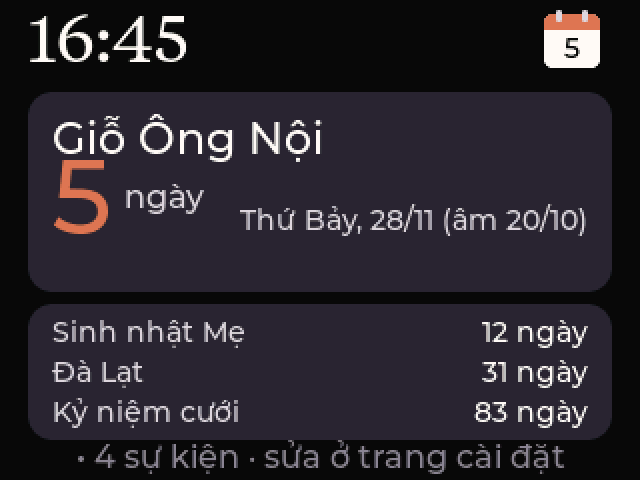 16:45
5
Giỗ Ông Nội
5 ngày
Thứ Bảy, 28/11 (âm 20/10)
Sinh nhật Mẹ 12 ngày
Đà Lạt 31 ngày
Kỷ niệm cưới 83 ngày
• 4 sự kiện · sửa ở trang cài đặt